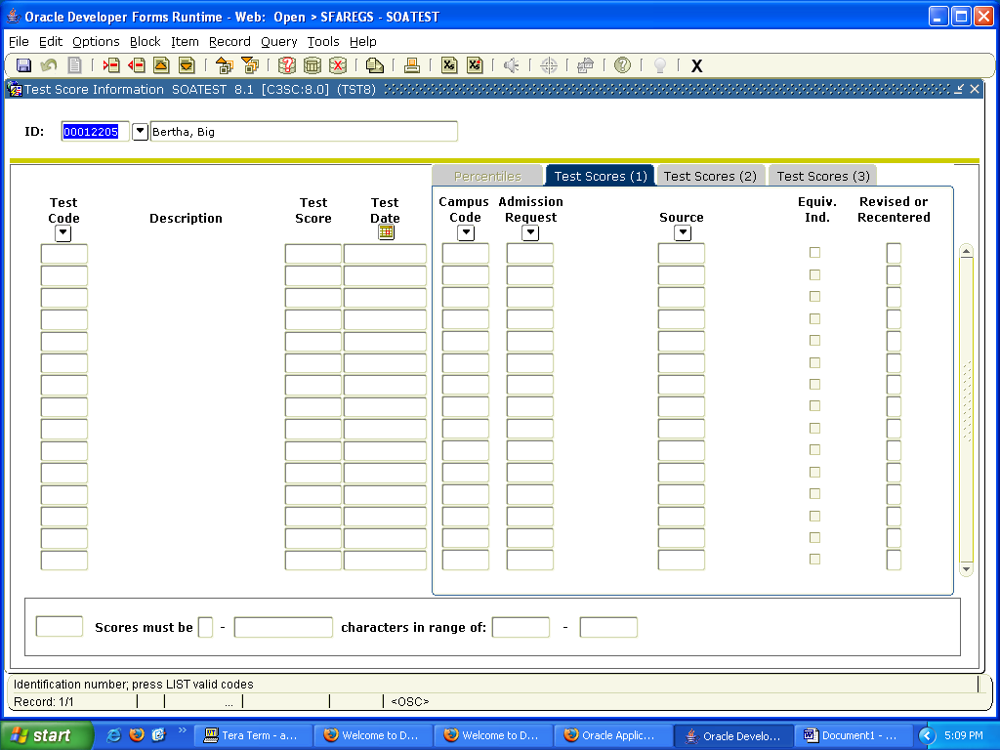 Oracle Developer Forms Runtime - Web: Open > SFAREGS - SOATEST
File Edit Options Block Item Record Query Tools Help
X
Test Score Information SOATEST 8.1 [C3SC:8.0] (TST8)
ID: 00012205 Bertha, Big
Percentiles Test Scores (1) Test Scores (2) Test Scores (3)
Test Code Description Test Score Test Date Campus Code Admission Request Source Equiv. Ind. Revised or Recentered
Scores must be - characters in range of: -
Identification number; press LIST valid codes
Record: 1/1 ... <OSC>
start Tera Term - a... Welcome to D... Welcome to D... Oracle Applic... Oracle Develo... Document1 - ... 5:09 PM